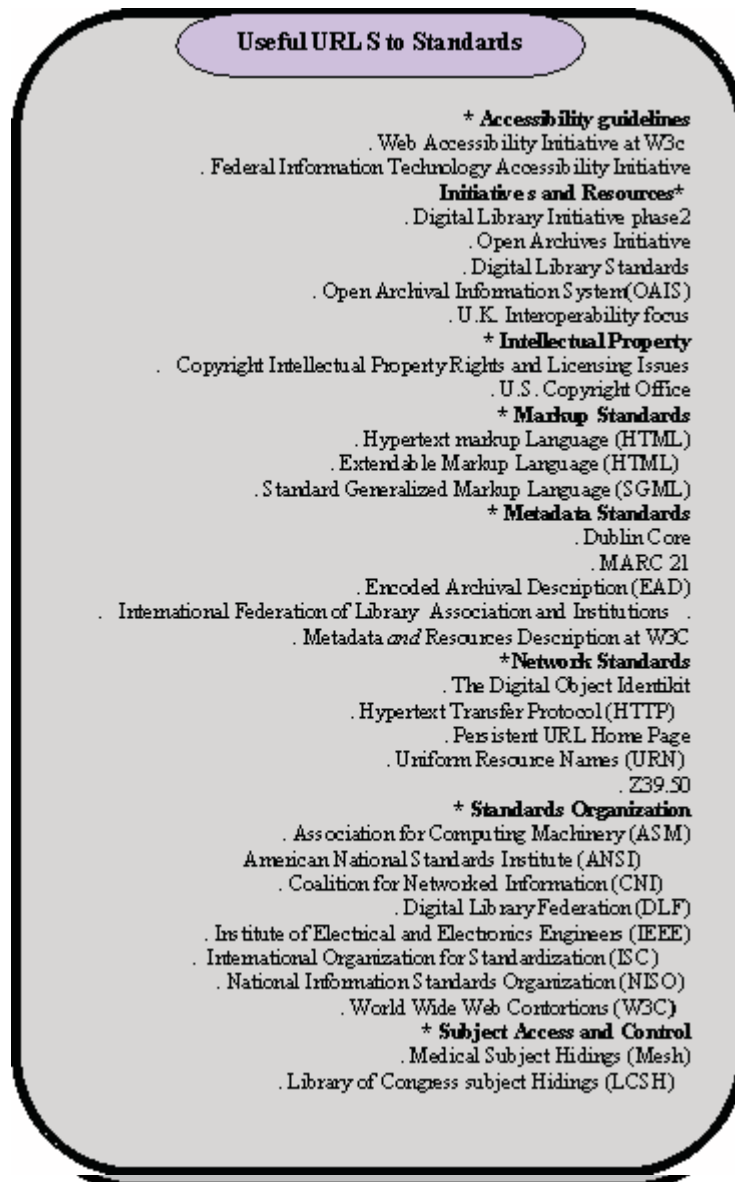 Useful URLS to Standards
* Accessibility guidelines
. Web Accessibility Initiative at W3c
. Federal Information Technology Accessibility Initiative
Initiatives and Resources*
. Digital Library Initiative phase2
. Open Archives Initiative
. Digital Library Standards
. Open Archival Information System(OAIS)
. U.K. Interoperability focus
* Intellectual Property
. Copyright Intellectual Property Rights and Licensing Issues
. U.S. Copyright Office
* Markup Standards
. Hypertext markup Language (HTML)
. Extendable Markup Language (HTML)
. Standard Generalized Markup Language (SGML)
* Metadata Standards
. Dublin Core
. MARC 21
. Encoded Archival Description (EAD)
. International Federation of Library Association and Institutions .
. Metadata and Resources Description at W3C
*Network Standards
. The Digital Object Identikit
. Hypertext Transfer Protocol (HTTP)
. Persistent URL Home Page
. Uniform Resource Names (URN)
. Z39.50
* Standards Organization
. Association for Computing Machinery (ASM)
American National Standards Institute (ANSI)
. Coalition for Networked Information (CNI)
. Digital Library Federation (DLF)
. Institute of Electrical and Electronics Engineers (IEEE)
. International Organization for Standardization (ISC)
. National Information Standards Organization (NISO)
. World Wide Web Contortions (W3C)
* Subject Access and Control
. Medical Subject Hidings (Mesh)
. Library of Congress subject Hidings (LCSH)